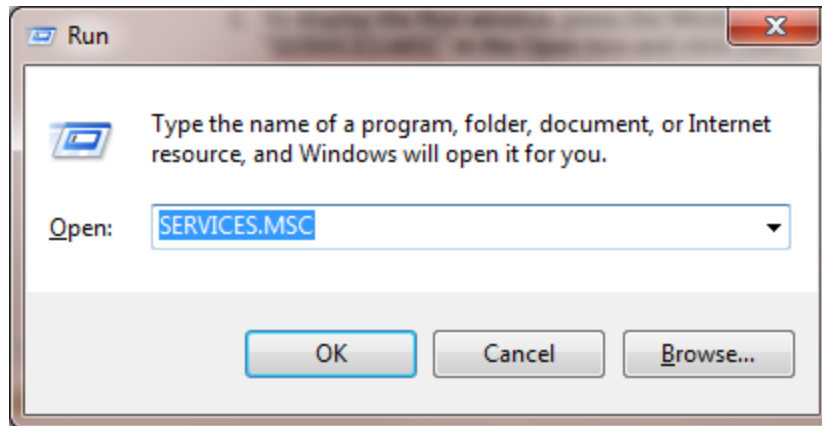 Run
Type the name of a program, folder, document, or Internet
resource, and Windows will open it for you.
Open: SERVICES.MSC
OK Cancel Browse...